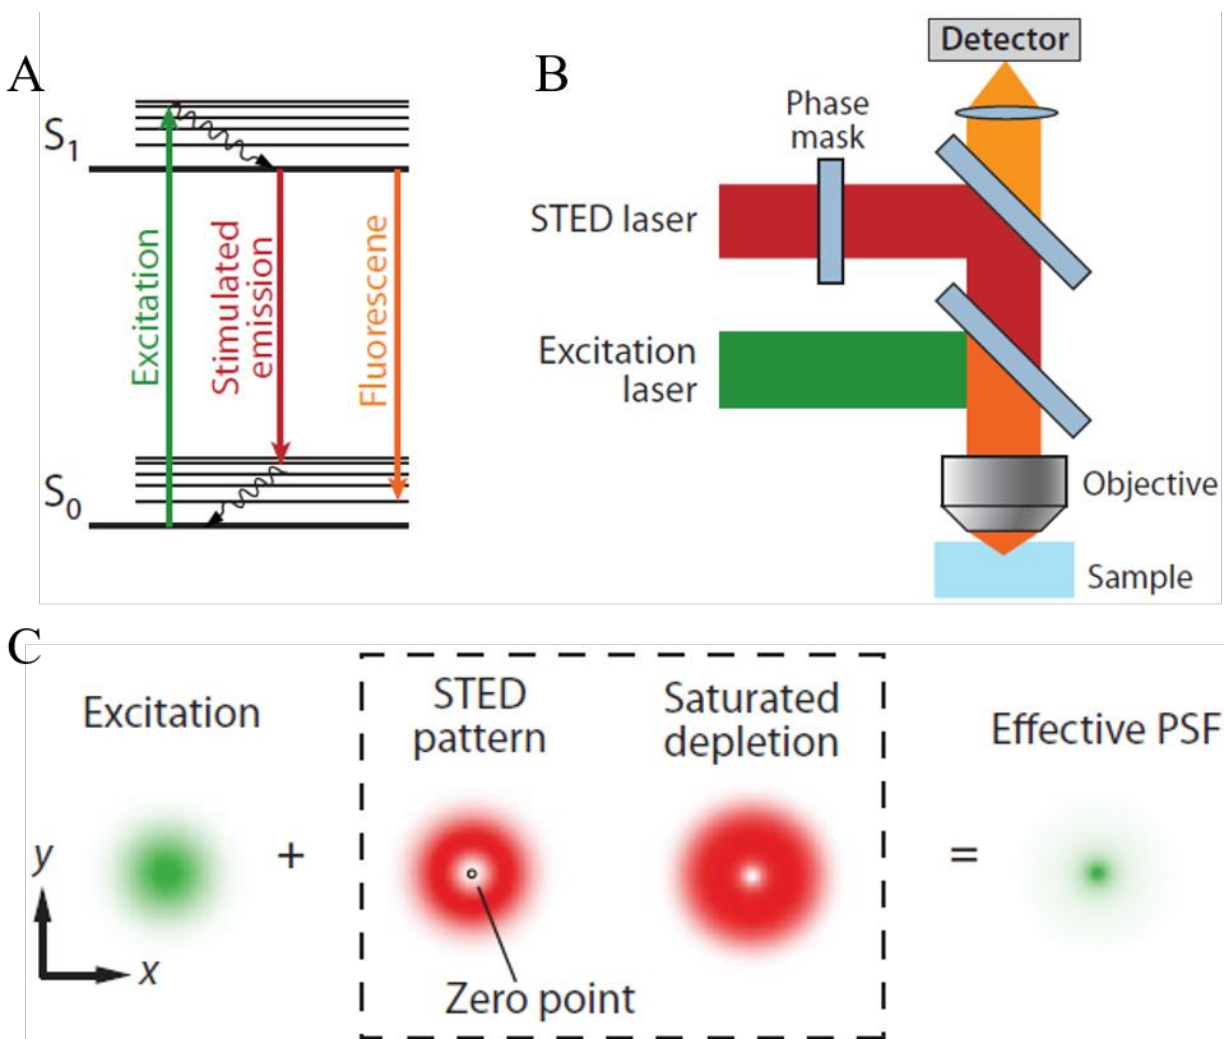 A
S1
Excitation
Stimulated
emission
Fluorescene
S0
B
Detector
Phase
mask
STED laser
Excitation
laser
Objective
Sample
C
Excitation
STED
pattern
Saturated
depletion
Effective PSF
y
x
+
=
Zero point